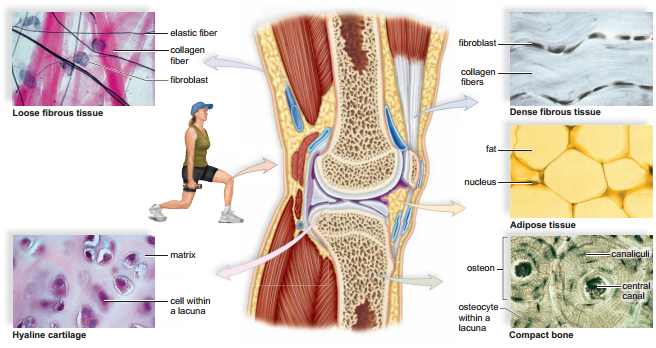 elastic fiber
collagen
fiber
fibroblast
Loose fibrous tissue
fibroblast
collagen
fibers
Dense fibrous tissue
fat
nucleus
Adipose tissue
matrix
cell within
a lacuna
Hyaline cartilage
osteon
canaliculi
central
canal
osteocyte
within a
lacuna
Compact bone